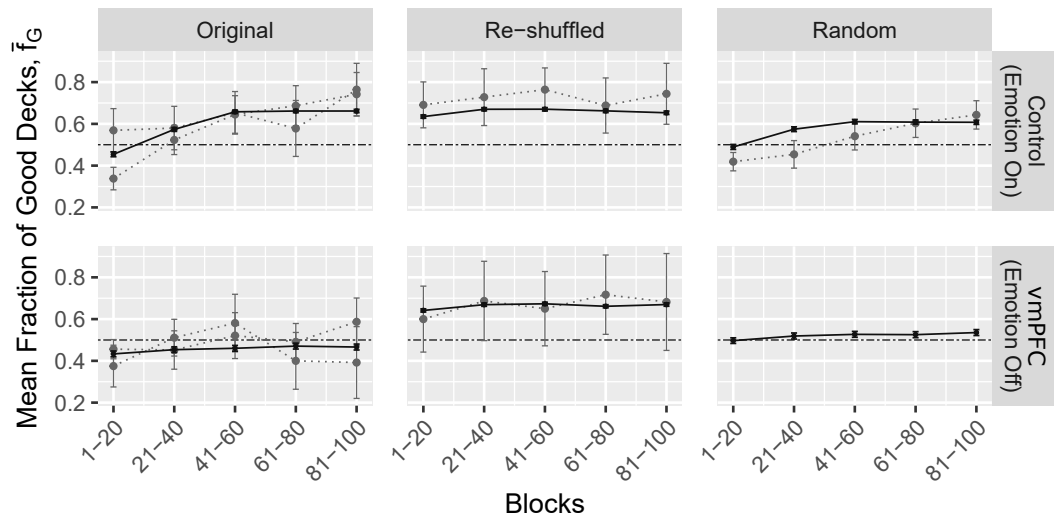 Original
Re−shuffled
Random
Mean Fraction of Good Decks, f̄G
0.8
0.6
0.4
0.2
Control
(Emotion On)
0.8
0.6
0.4
0.2
vmPFC
(Emotion Off)
1−20
21−40
41−60
61−80
81−100
1−20
21−40
41−60
61−80
81−100
1−20
21−40
41−60
61−80
81−100
Blocks